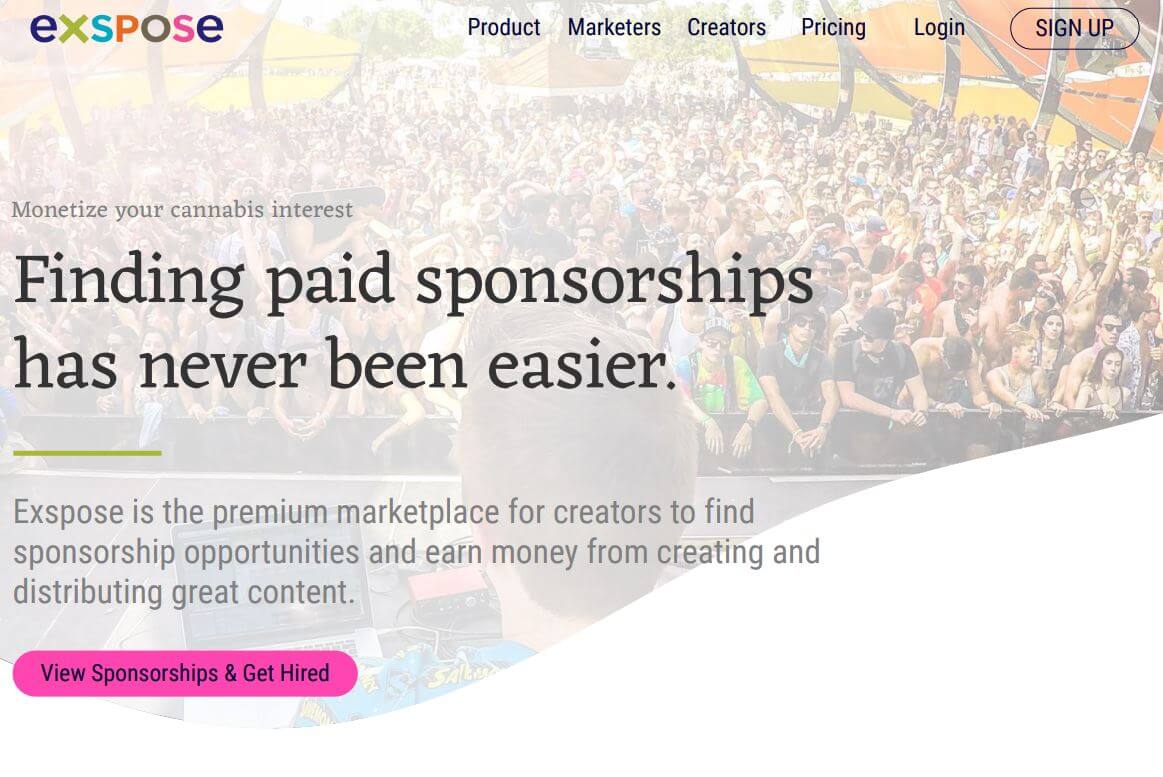 exspose
Product Marketers Creators Pricing Login SIGN UP
Monetize your cannabis interest
Finding paid sponsorships
has never been easier.
Exspose is the premium marketplace for creators to find
sponsorship opportunities and earn money from creating and
distributing great content.
View Sponsorships & Get Hired